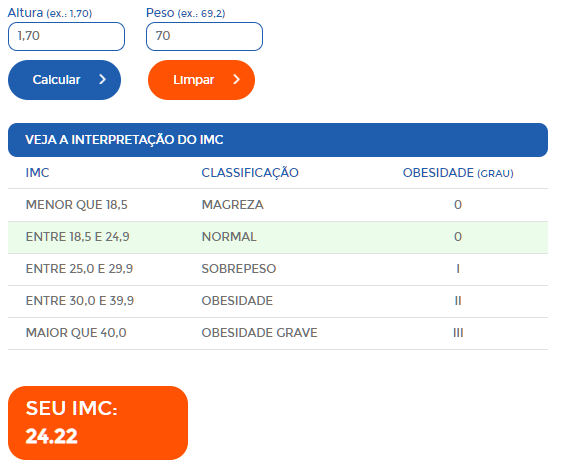 Altura (ex.: 1,70) Peso (ex.: 69,2)
1,70 70
Calcular Limpar
VEJA A INTERPRETAÇÃO DO IMC
IMC CLASSIFICAÇÃO OBESIDADE (GRAU)
MENOR QUE 18,5 MAGREZA 0
ENTRE 18,5 E 24,9 NORMAL 0
ENTRE 25,0 E 29,9 SOBREPESO I
ENTRE 30,0 E 39,9 OBESIDADE II
MAIOR QUE 40,0 OBESIDADE GRAVE III
SEU IMC:
24.22